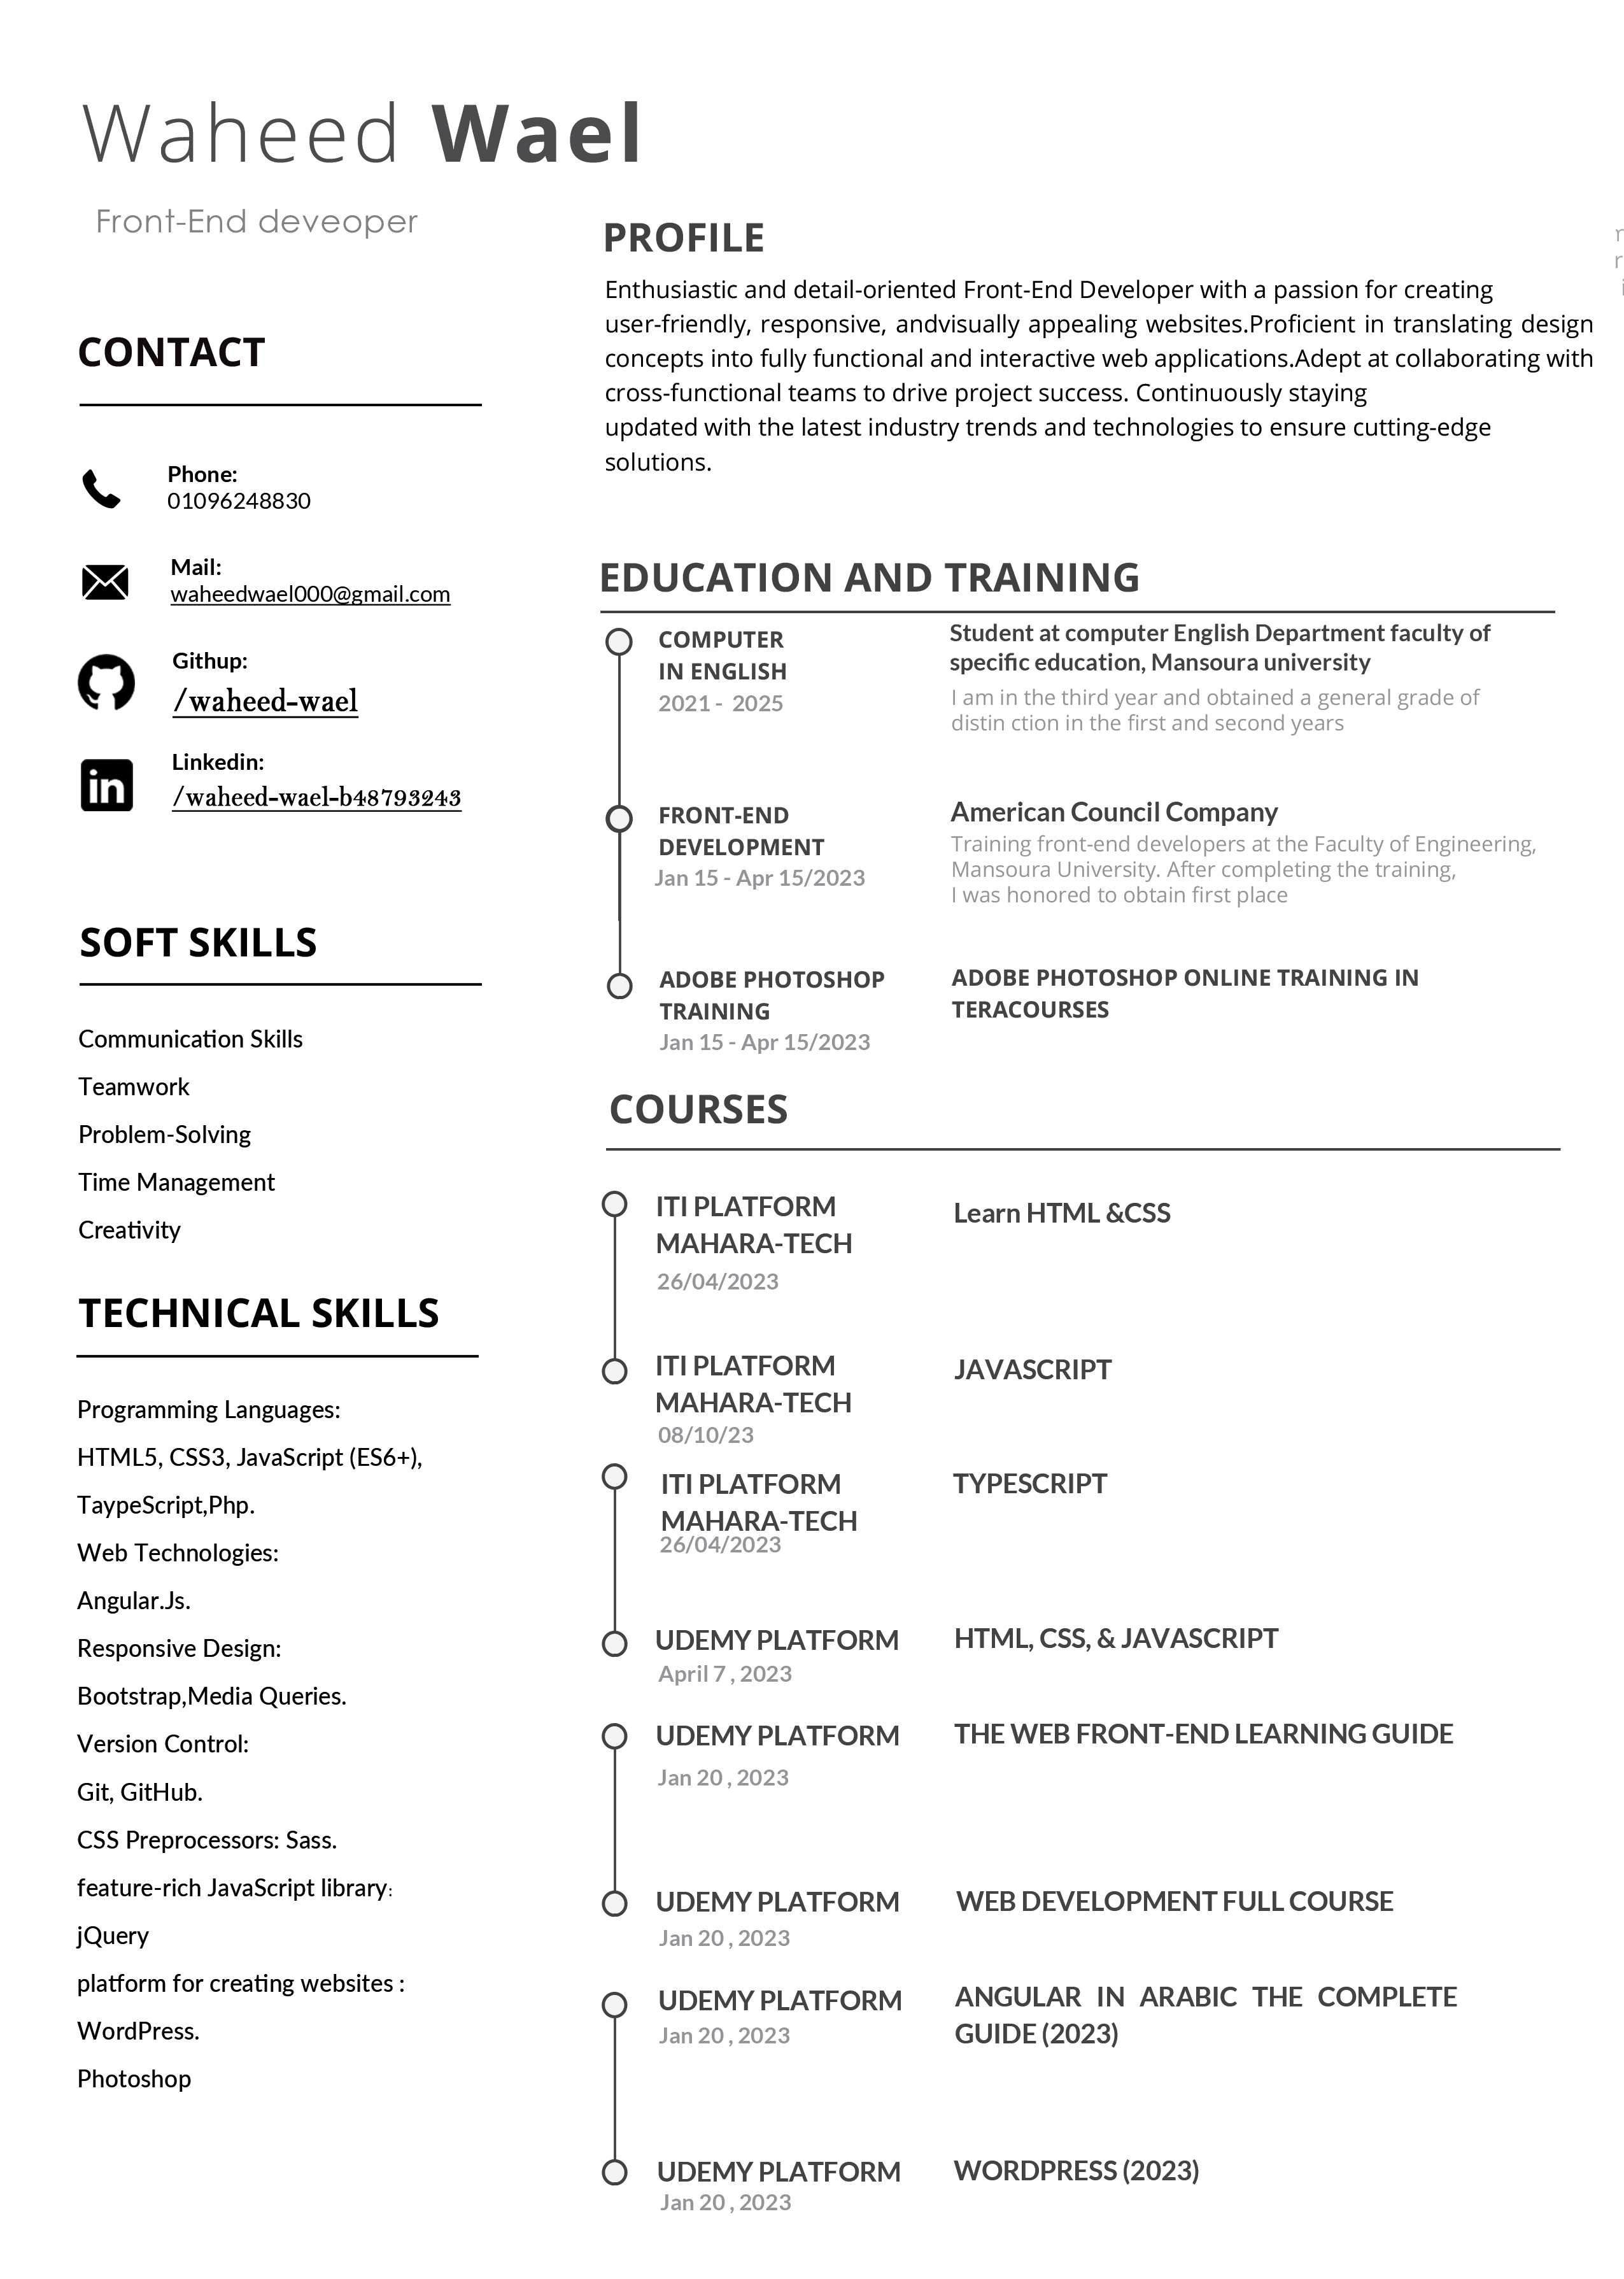 Waheed Wael
Front-End deveoper
CONTACT
Phone:
01096248830
Mail:
waheedwael000@gmail.com
Githup:
/waheed-wael
Linkedin:
/waheed-wael-b48793243
SOFT SKILLS
Communication Skills
Teamwork
Problem-Solving
Time Management
Creativity
TECHNICAL SKILLS
Programming Languages:
HTML5, CSS3, JavaScript (ES6+),
TaypeScript,Php.
Web Technologies:
Angular.Js.
Responsive Design:
Bootstrap,Media Queries.
Version Control:
Git, GitHub.
CSS Preprocessors: Sass.
feature-rich JavaScript library:
jQuery
platform for creating websites :
WordPress.
Photoshop
PROFILE
Enthusiastic and detail-oriented Front-End Developer with a passion for creating
user-friendly, responsive, andvisually appealing websites.Proficient in translating design
concepts into fully functional and interactive web applications.Adept at collaborating with
cross-functional teams to drive project success. Continuously staying
updated with the latest industry trends and technologies to ensure cutting-edge
solutions.
EDUCATION AND TRAINING
COMPUTER
IN ENGLISH
2021 - 2025
Student at computer English Department faculty of
specific education, Mansoura university
I am in the third year and obtained a general grade of
distin ction in the first and second years
FRONT-END
DEVELOPMENT
Jan 15 - Apr 15/2023
American Council Company
Training front-end developers at the Faculty of Engineering,
Mansoura University. After completing the training,
I was honored to obtain first place
ADOBE PHOTOSHOP
TRAINING
Jan 15 - Apr 15/2023
ADOBE PHOTOSHOP ONLINE TRAINING IN
TERACOURSES
COURSES
ITI PLATFORM
MAHARA-TECH
26/04/2023
Learn HTML &CSS
ITI PLATFORM
MAHARA-TECH
08/10/23
JAVASCRIPT
ITI PLATFORM
MAHARA-TECH
26/04/2023
TYPESCRIPT
UDEMY PLATFORM
April 7 , 2023
HTML, CSS, & JAVASCRIPT
UDEMY PLATFORM
Jan 20 , 2023
THE WEB FRONT-END LEARNING GUIDE
UDEMY PLATFORM
Jan 20 , 2023
WEB DEVELOPMENT FULL COURSE
UDEMY PLATFORM
Jan 20 , 2023
ANGULAR IN ARABIC THE COMPLETE
GUIDE (2023)
UDEMY PLATFORM
Jan 20 , 2023
WORDPRESS (2023)